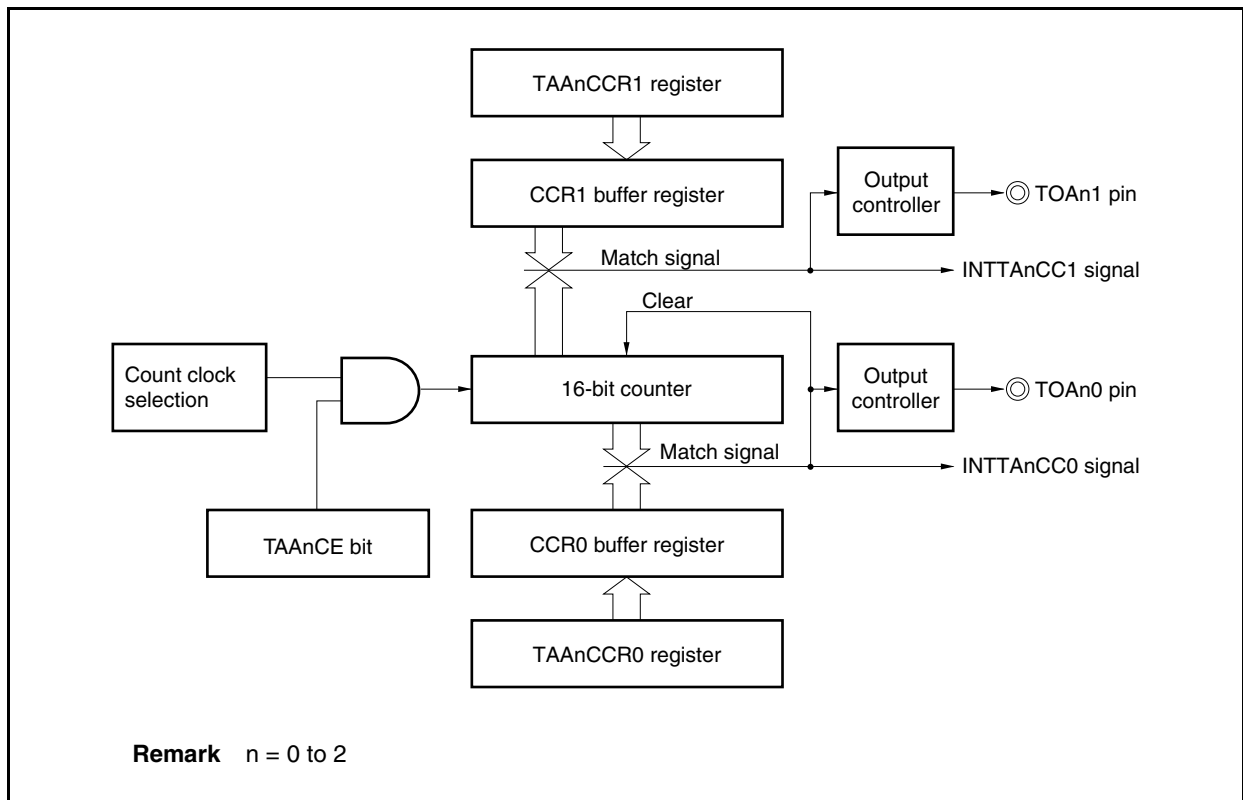 TAAnCCR1 register
CCR1 buffer register
Output
controller
TOAn1 pin
Match signal
INTTAnCC1 signal
Clear
Count clock
selection
16-bit counter
Output
controller
TOAn0 pin
Match signal
INTTAnCC0 signal
TAAnCE bit
CCR0 buffer register
TAAnCCR0 register
Remark n = 0 to 2